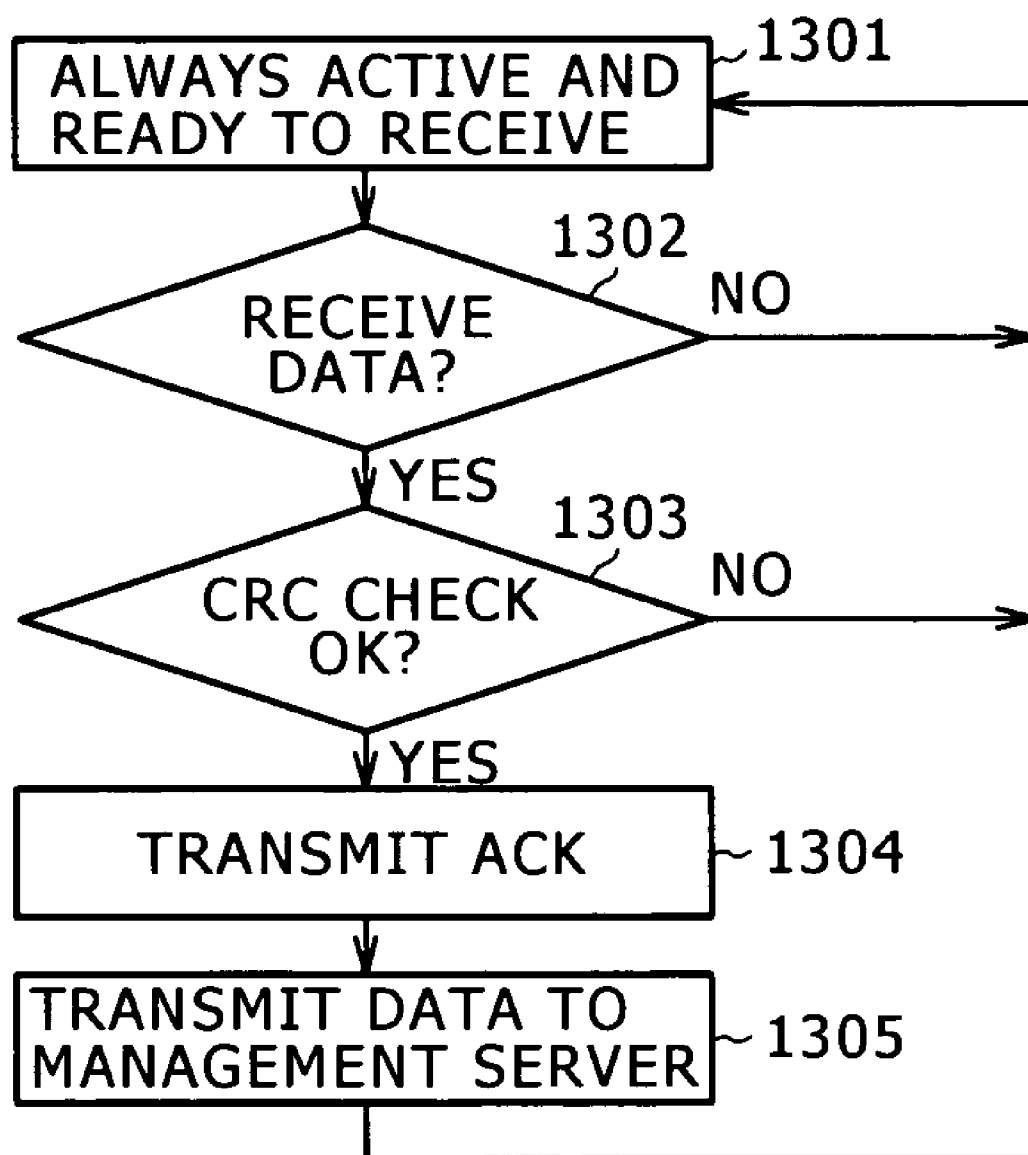 1301
ALWAYS ACTIVE AND
READY TO RECEIVE
1302
NO
RECEIVE
DATA?
YES
1303
NO
CRC CHECK
OK?
YES
TRANSMIT ACK
1304
TRANSMIT DATA TO
MANAGEMENT SERVER
1305